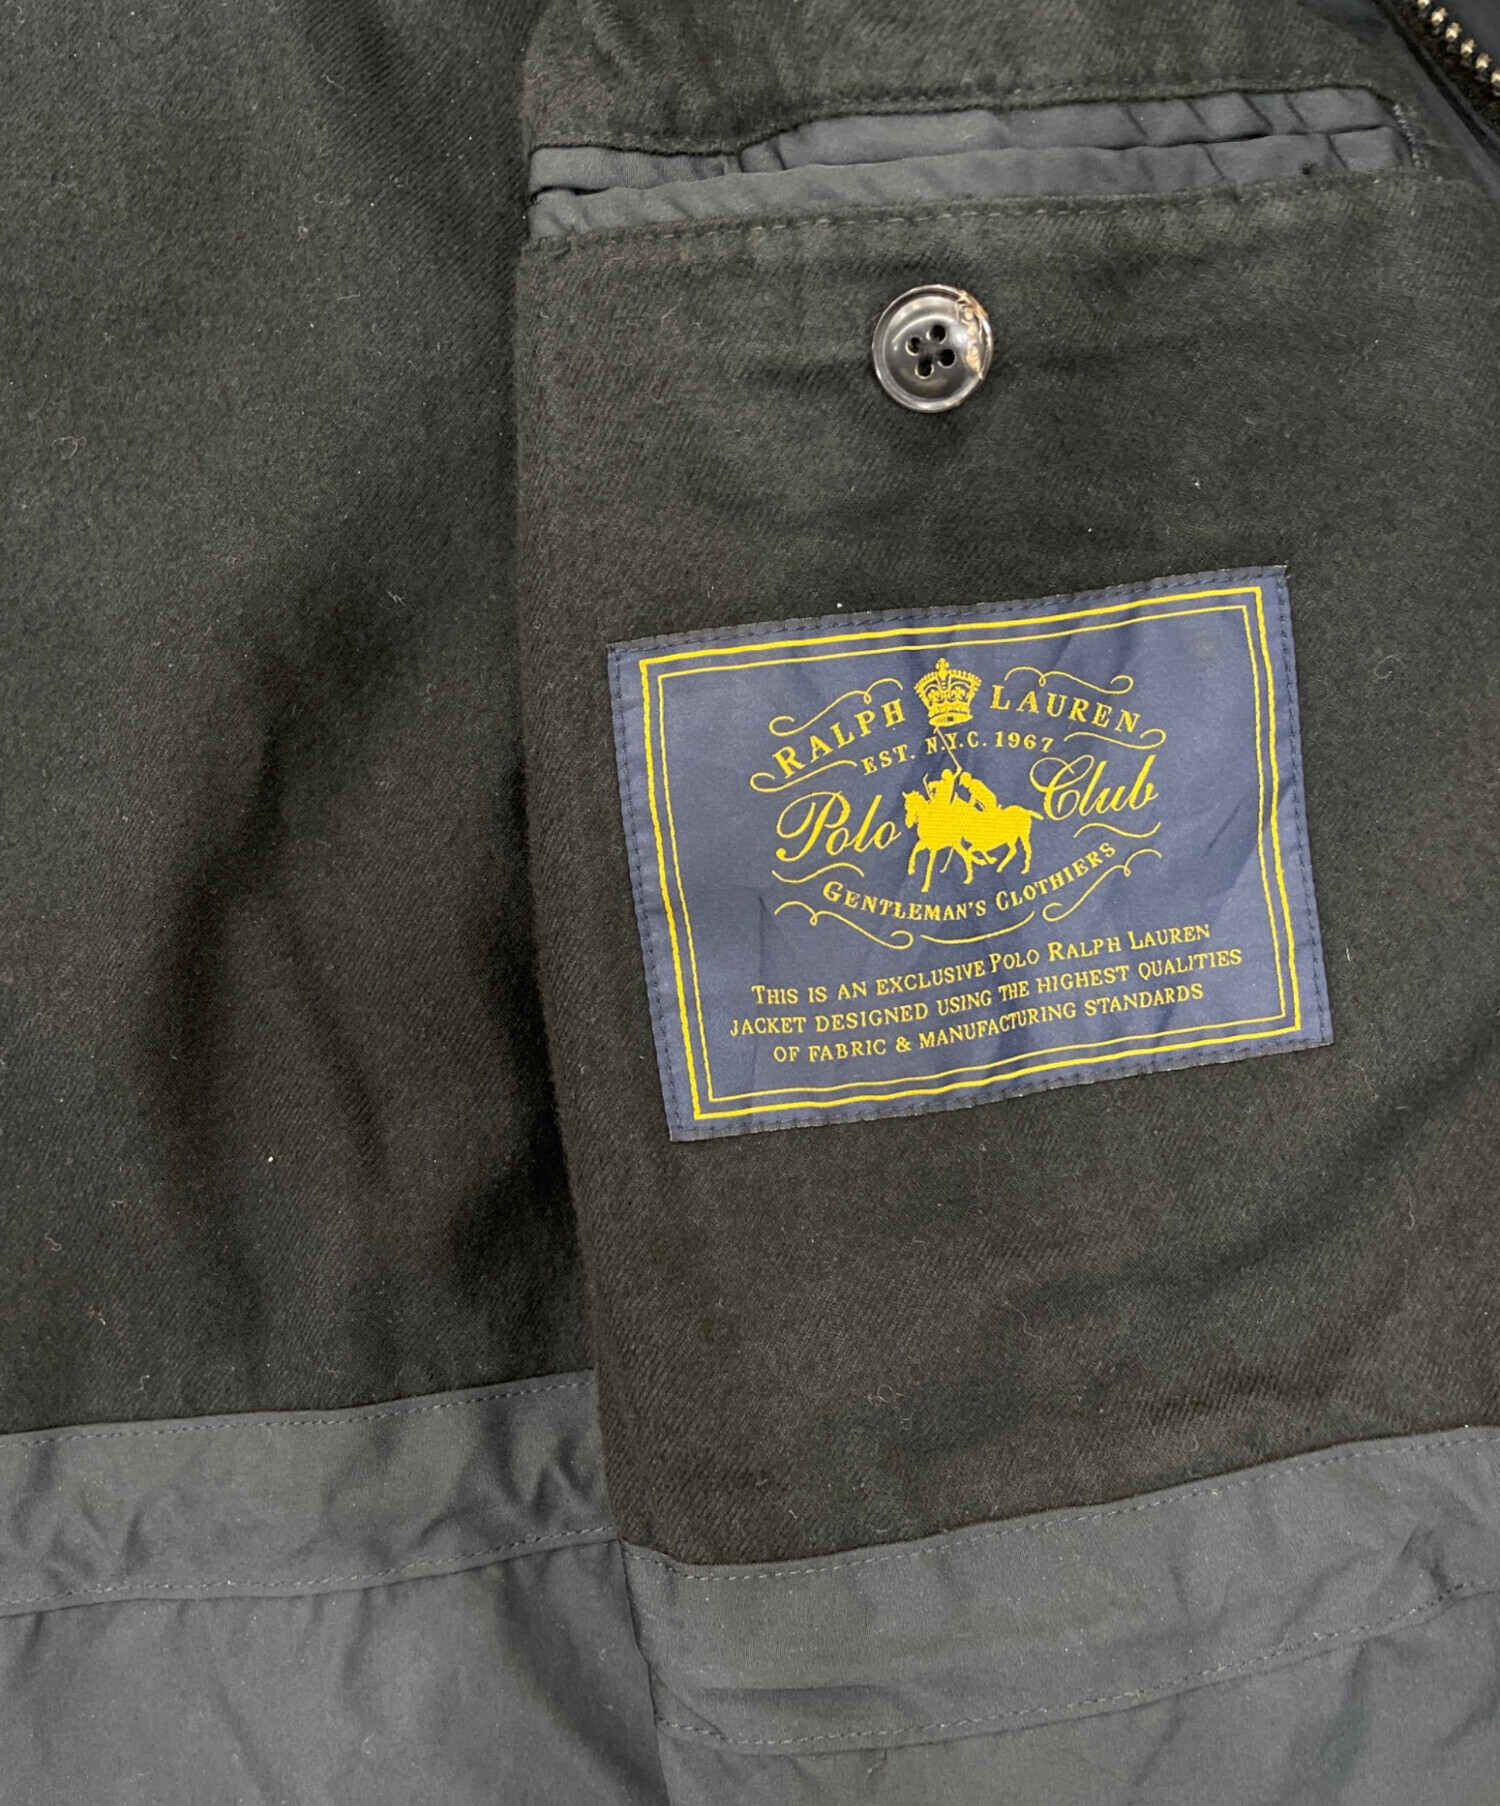 RALPH LAUREN
EST. N.Y.C. 1967
Polo Club
GENTLEMAN'S CLOTHIERS
THIS IS AN EXCLUSIVE POLO RALPH LAUREN
JACKET DESIGNED USING THE HIGHEST QUALITIES
OF FABRIC & MANUFACTURING STANDARDS